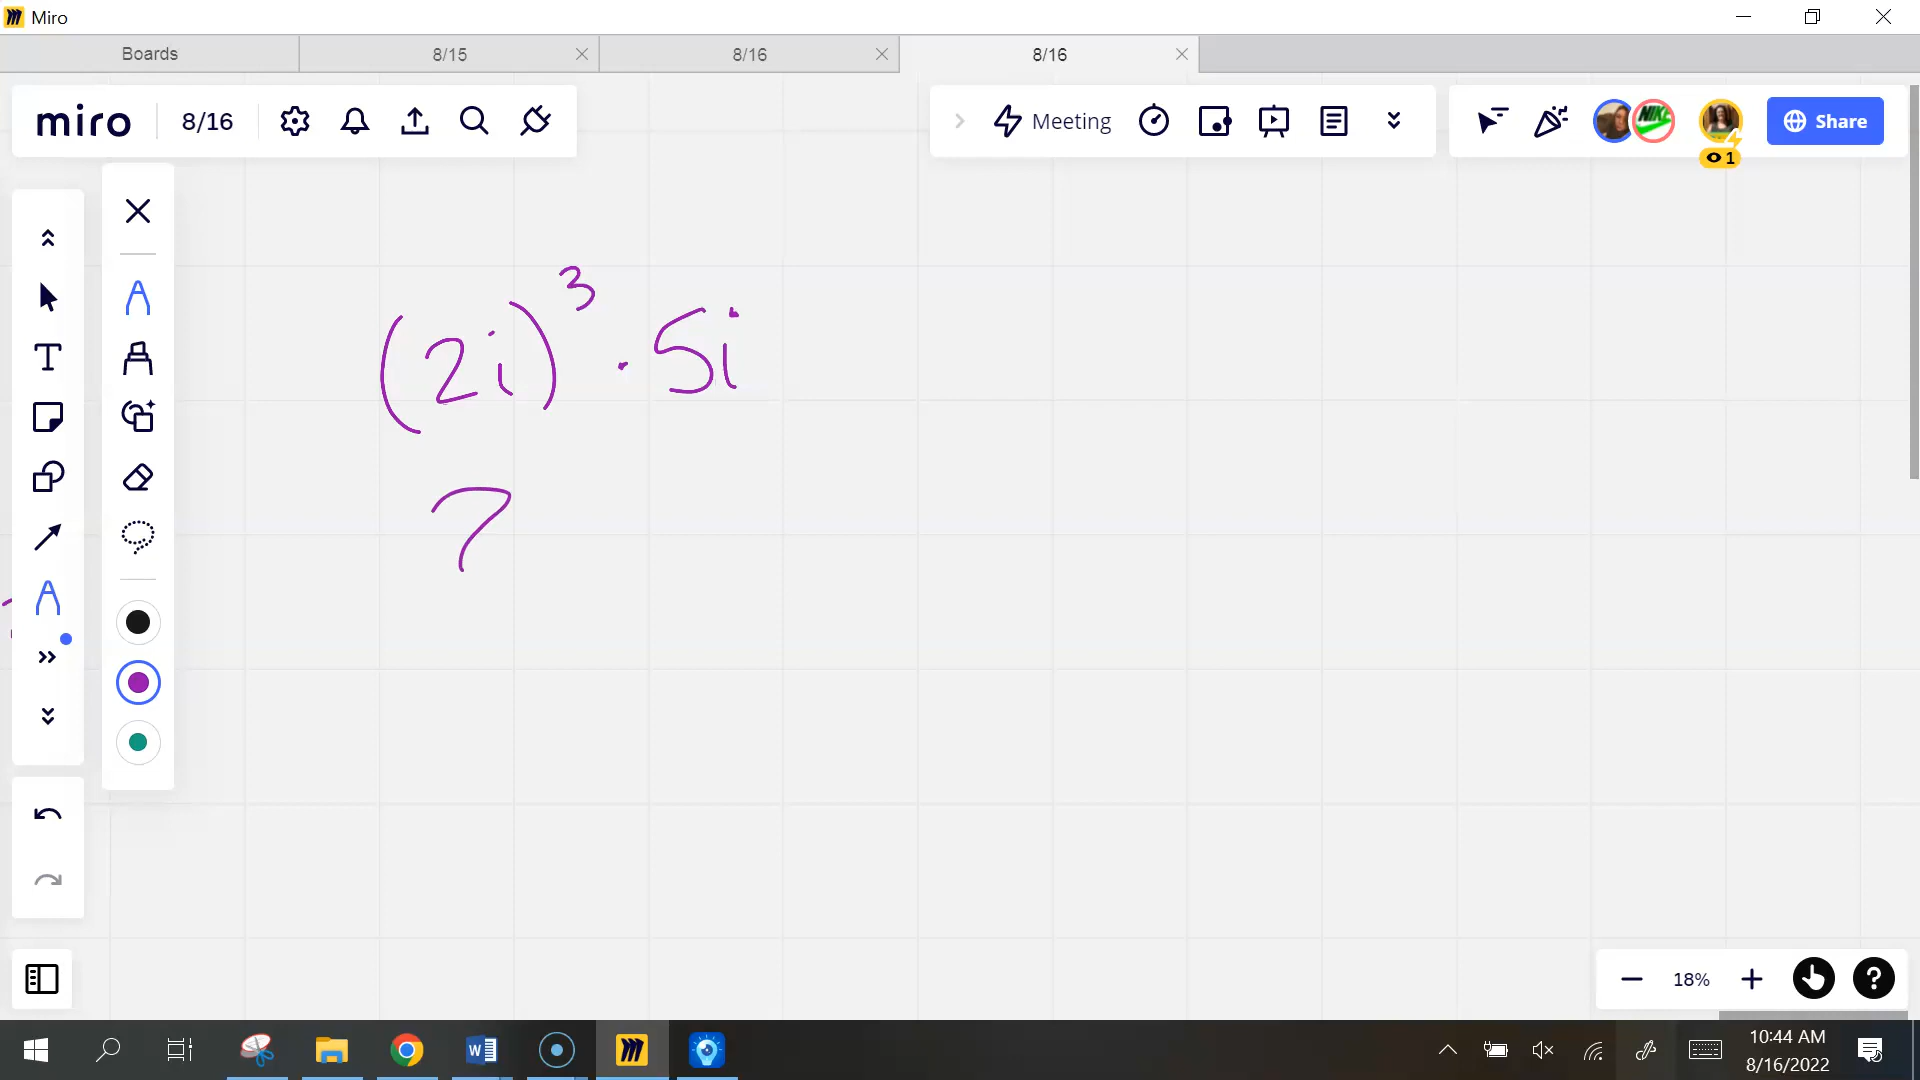 Miro
Boards 8/15 8/16 8/16
miro 8/16 Meeting Share
1
(2i)³ · 5i
?
18%
10:44 AM
8/16/2022